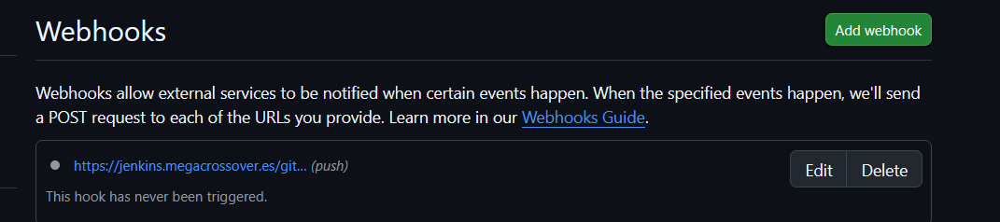 Webhooks
Add webhook
Webhooks allow external services to be notified when certain events happen. When the specified events happen, we'll send
a POST request to each of the URLs you provide. Learn more in our Webhooks Guide.
https://jenkins.megacrossover.es/git... (push)
Edit
Delete
This hook has never been triggered.